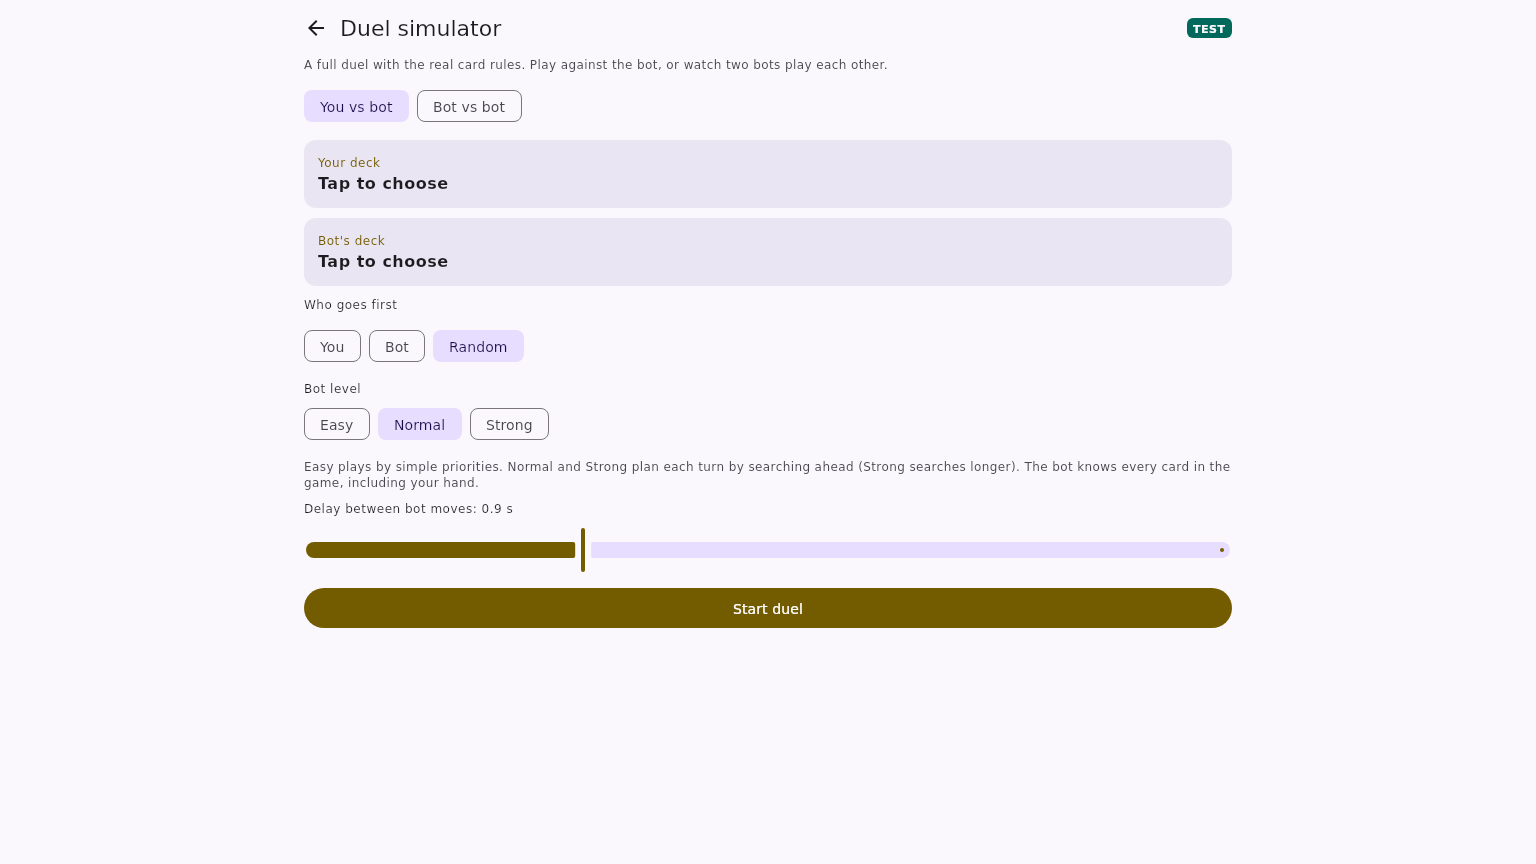 Duel simulator
TEST
A full duel with the real card rules. Play against the bot, or watch two bots play each other.
You vs bot
Bot vs bot
Your deck
Tap to choose
Bot's deck
Tap to choose
Who goes first
You
Bot
Random
Bot level
Easy
Normal
Strong
Easy plays by simple priorities. Normal and Strong plan each turn by searching ahead (Strong searches longer). The bot knows every card in the
game, including your hand.
Delay between bot moves: 0.9 s
Start duel